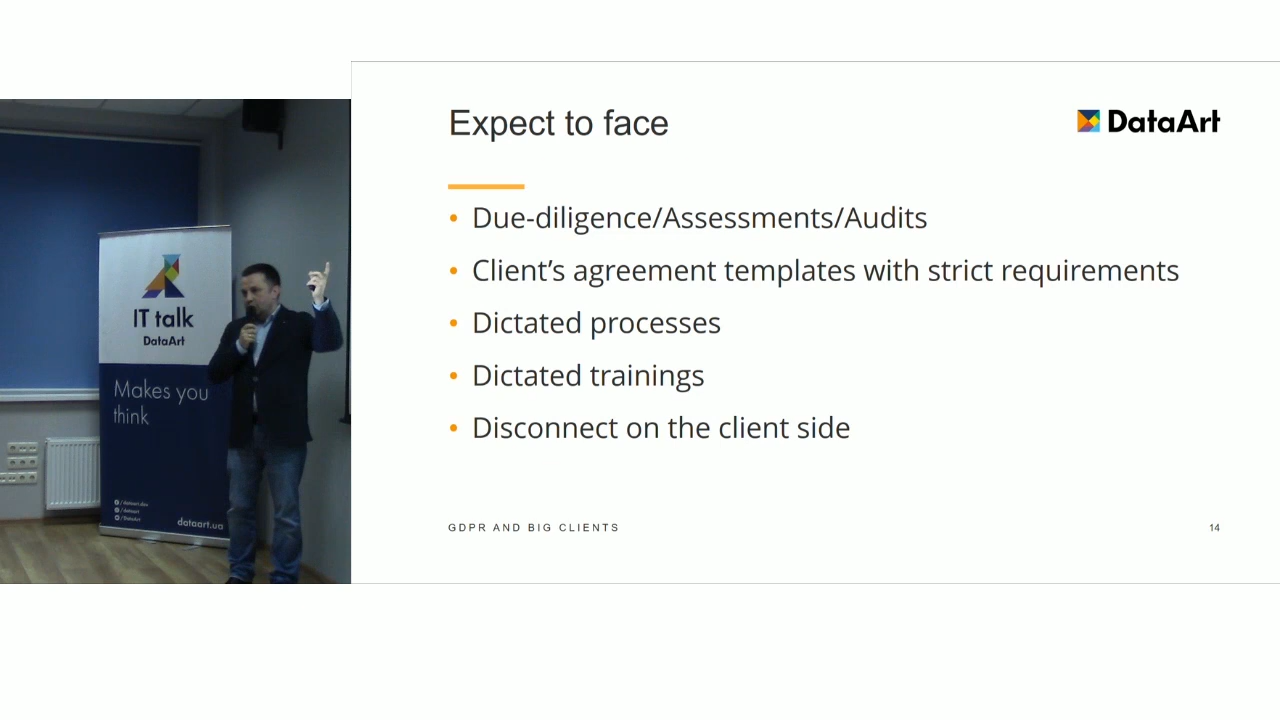 Expect to face
DataArt
• Due-diligence/Assessments/Audits
• Client’s agreement templates with strict requirements
• Dictated processes
• Dictated trainings
• Disconnect on the client side
GDPR AND BIG CLIENTS
14
IT talk
DataArt
Makes you
think
dataart.ua